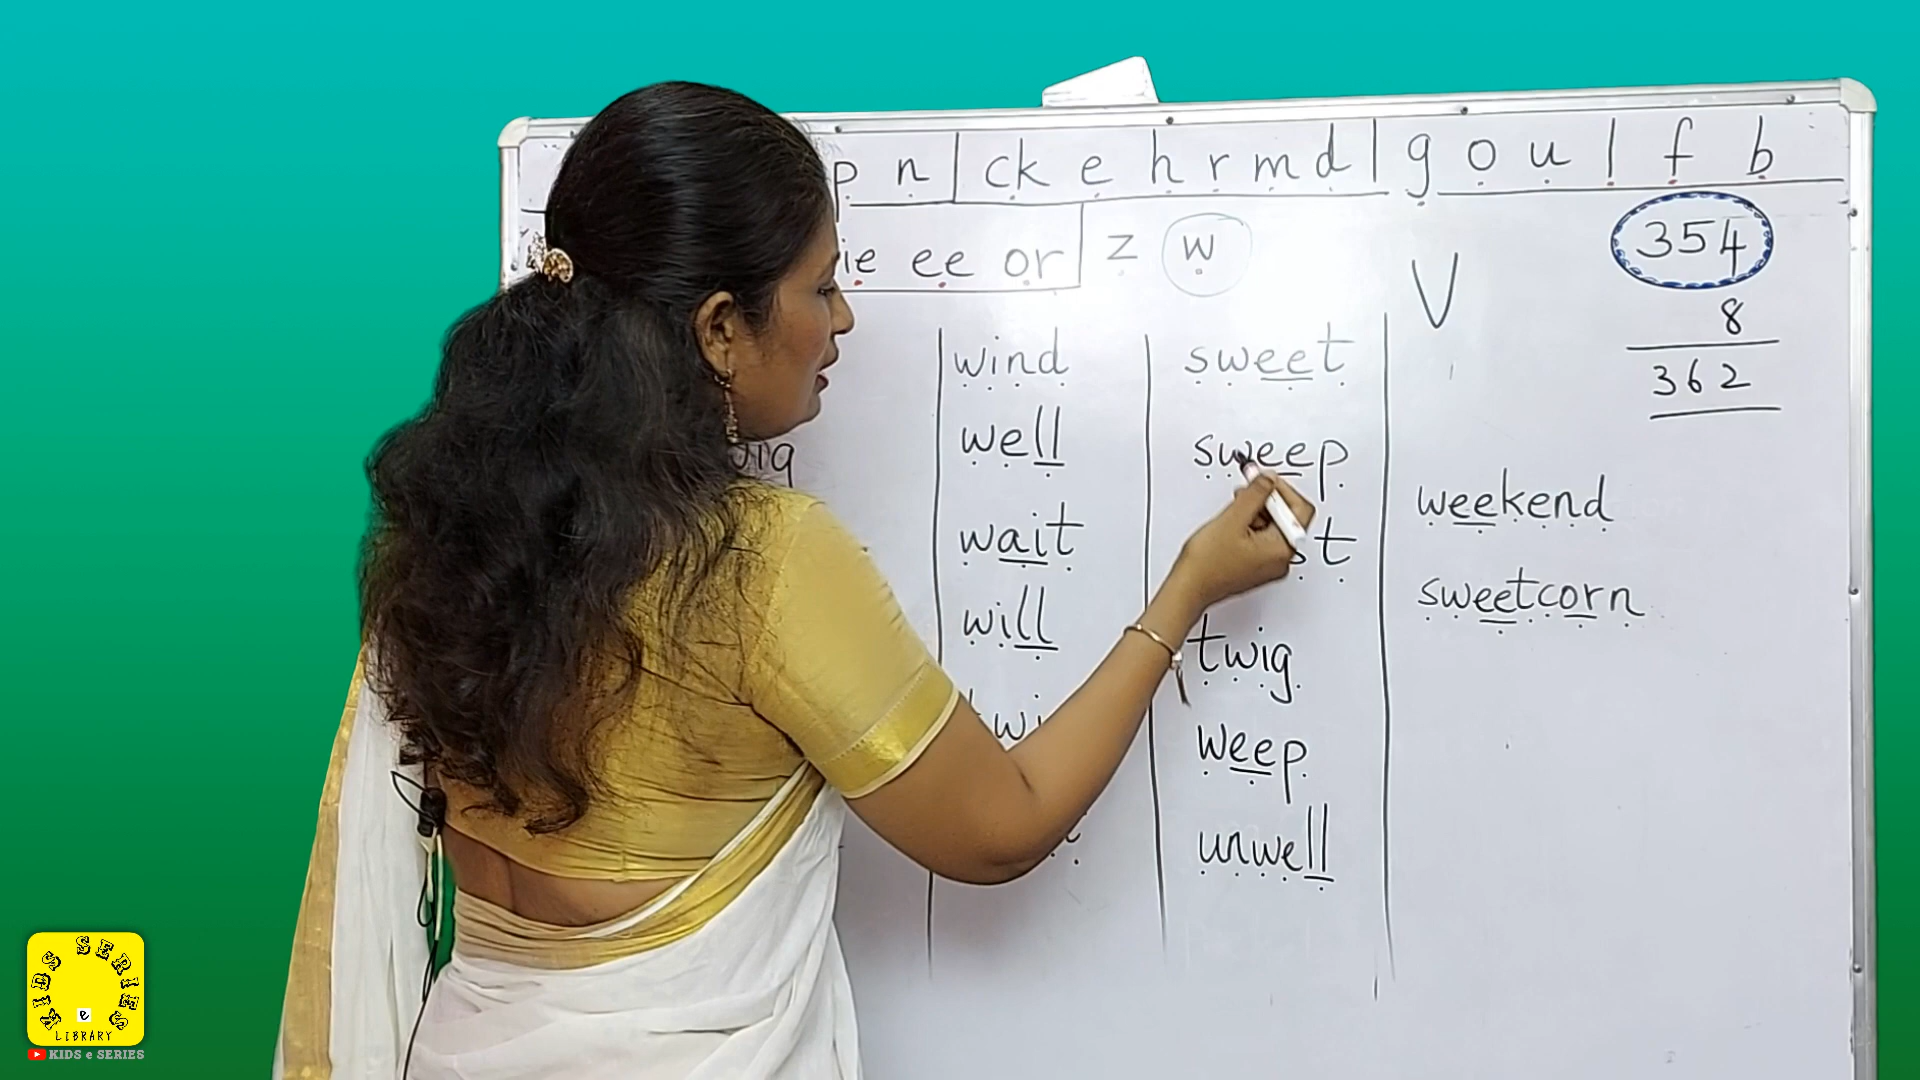 p n | ck e h r m d | g o u l f b
ie ee or z w
354
8
362
V
wind
well
wait
will
sweet
sweep
twig
weep
unwell
weekend
sweetcorn
KIDS SERIES
e
LIBRARY
KIDS e SERIES